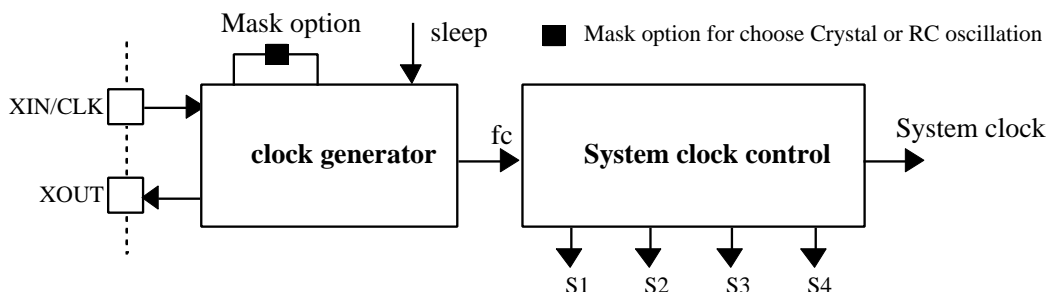 Mask option
sleep
Mask option for choose Crystal or RC oscillation
XIN/CLK
clock generator
fc
System clock control
System clock
XOUT
S1 S2 S3 S4